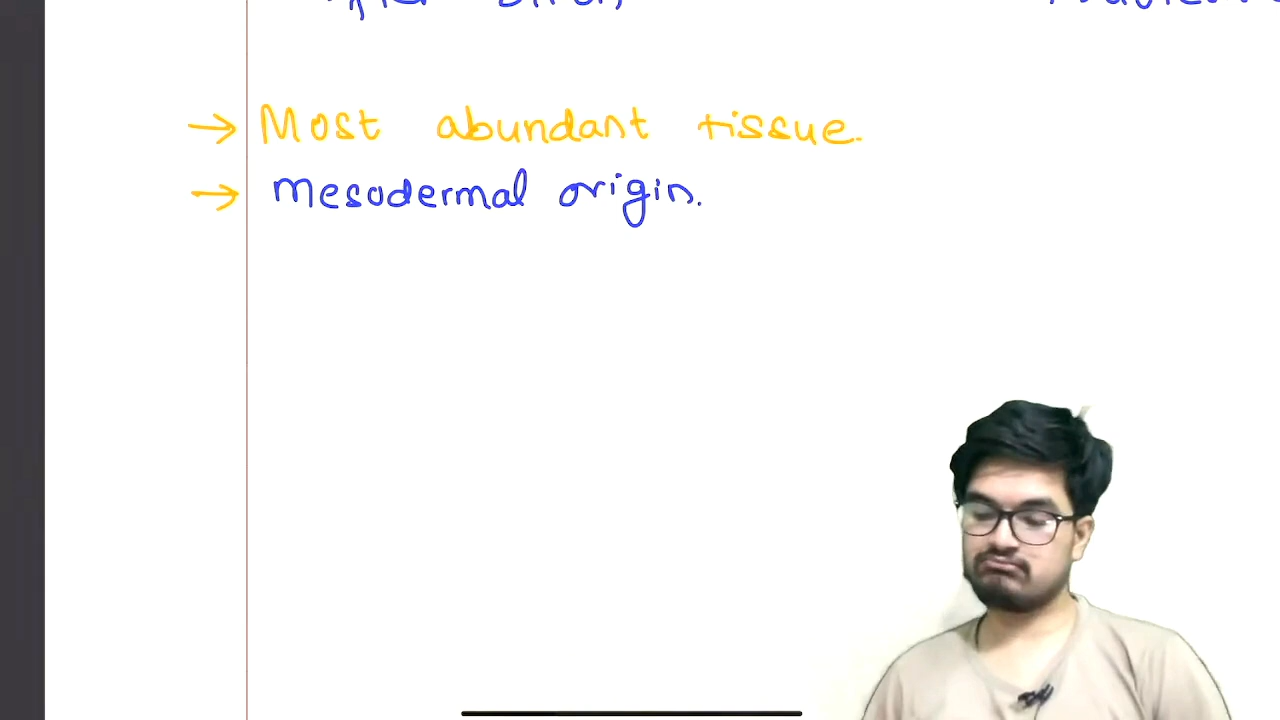 → Most abundant tissue.
→ Mesodermal origin.